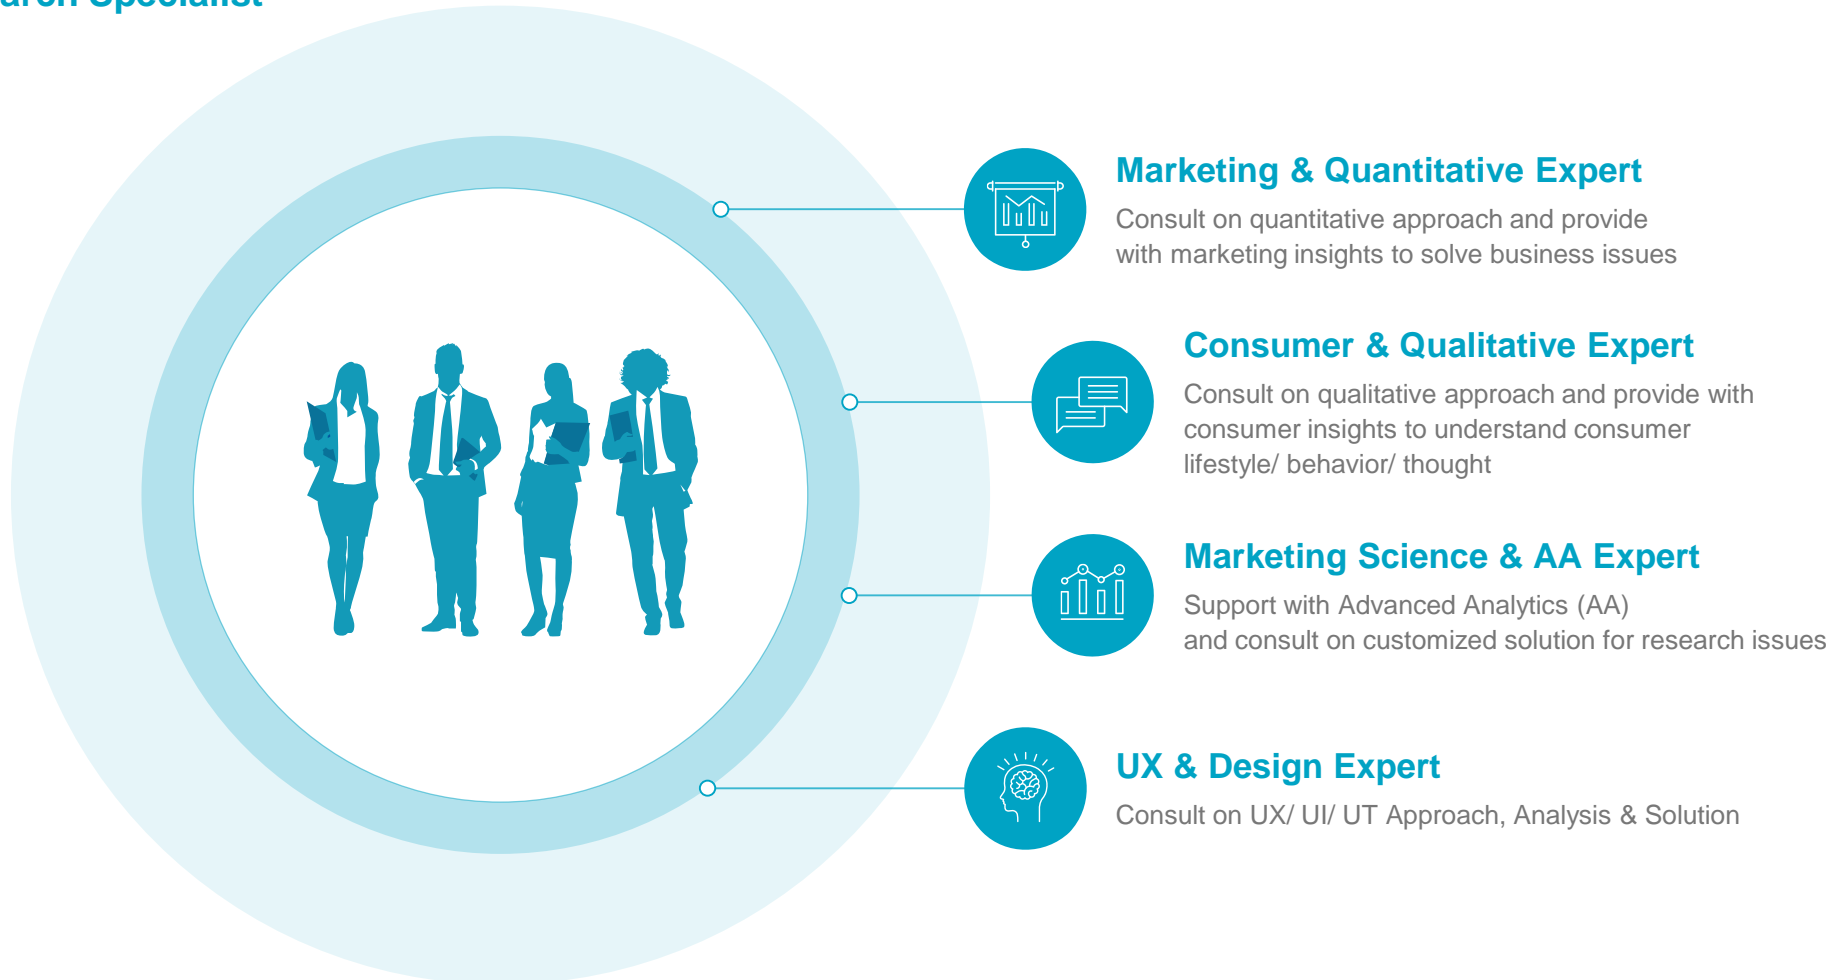 Specialist
Marketing & Quantitative Expert
Consult on quantitative approach and provide
with marketing insights to solve business issues
Consumer & Qualitative Expert
Consult on qualitative approach and provide with
consumer insights to understand consumer
lifestyle/ behavior/ thought
Marketing Science & AA Expert
Support with Advanced Analytics (AA)
and consult on customized solution for research issues
UX & Design Expert
Consult on UX/ UI/ UT Approach, Analysis & Solution